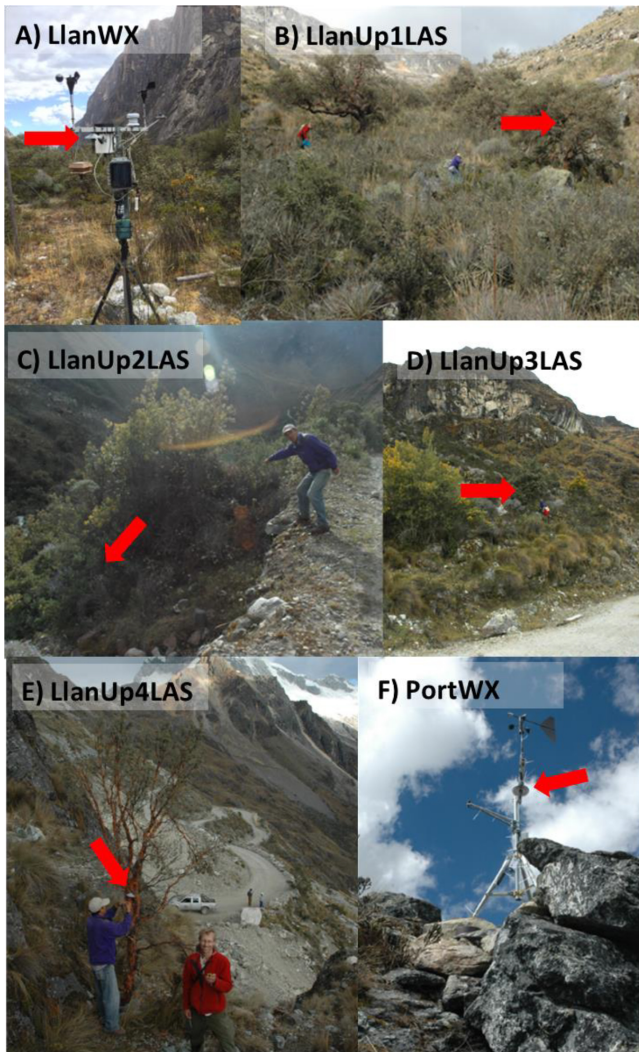 A) LlanWX
B) LlanUp1LAS
C) LlanUp2LAS
D) LlanUp3LAS
E) LlanUp4LAS
F) PortWX